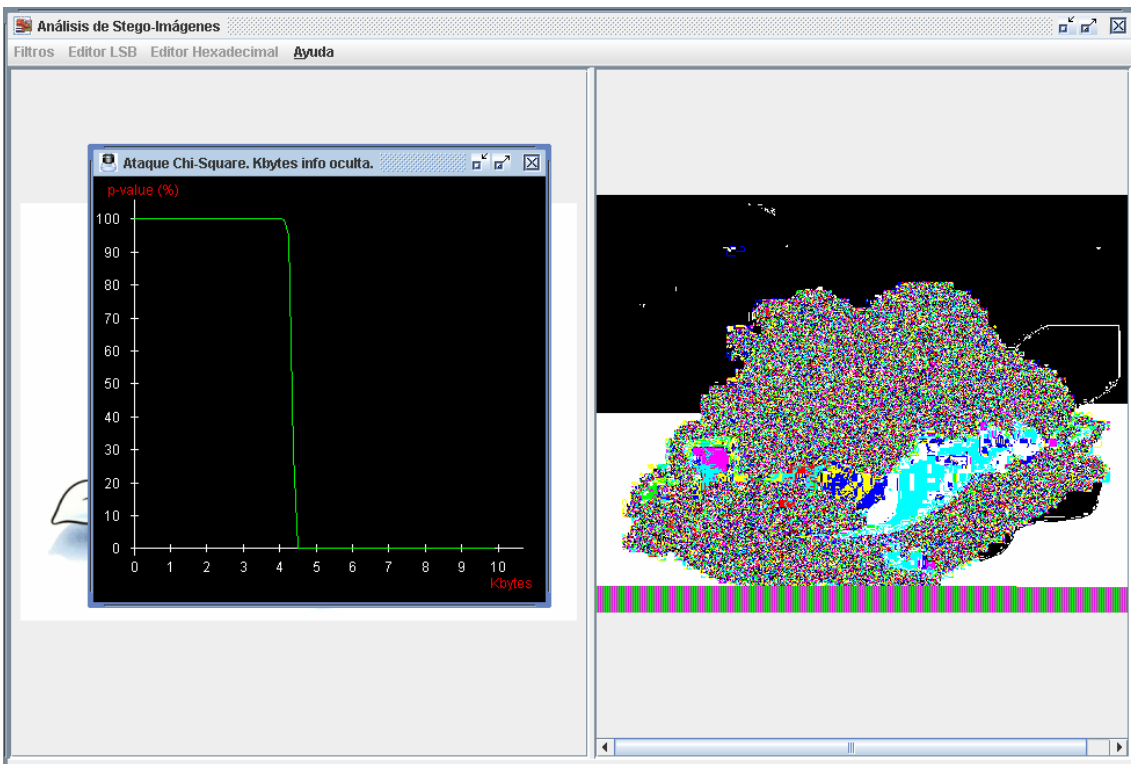 Análisis de Stego-Imágenes
Filtros Editor LSB Editor Hexadecimal Ayuda
Ataque Chi-Square. Kbytes info oculta.
p-value (%)
100
90
80
70
60
50
40
30
20
10
0
0 1 2 3 4 5 6 7 8 9 10
Kbytes